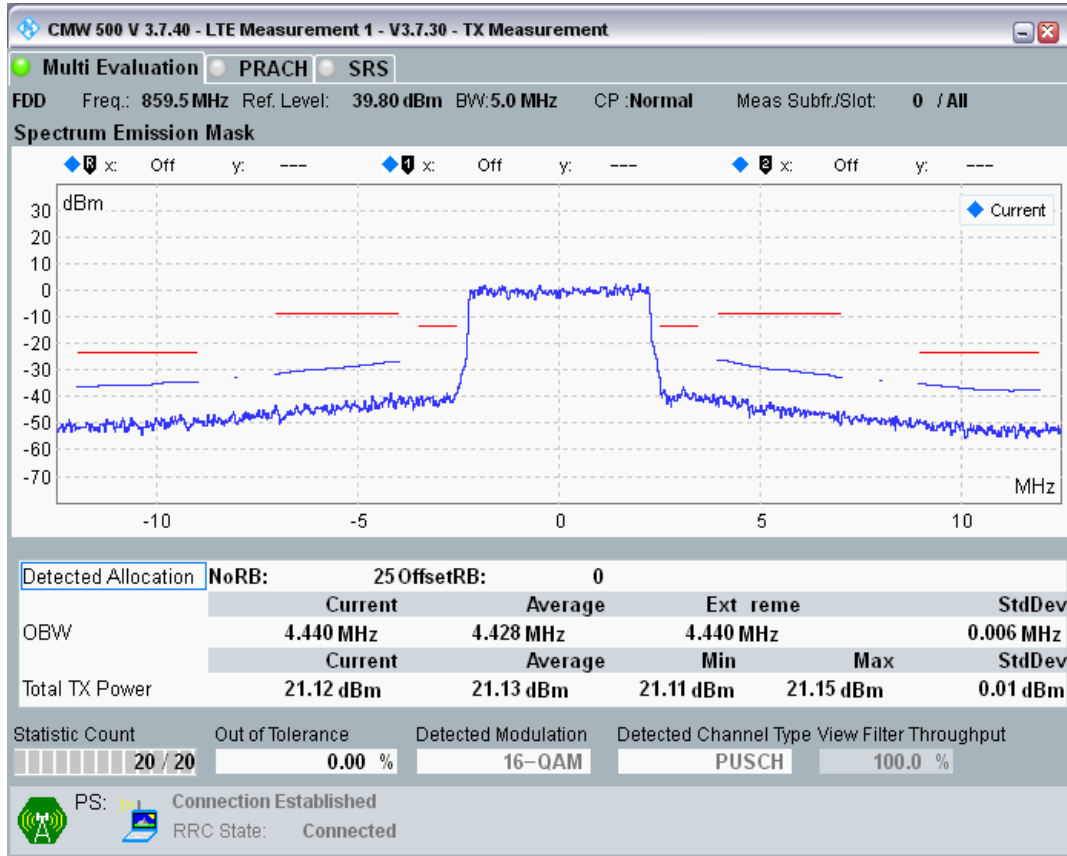 CMW 500 V 3.7.40 - LTE Measurement 1 - V3.7.30 - TX Measurement
Multi Evaluation PRACH SRS
FDD Freq.: 859.5 MHz Ref. Level: 39.80 dBm BW:5.0 MHz CP :Normal Meas Subfr./Slot: 0 / All
Spectrum Emission Mask
R x: Off y: --- 1 x: Off y: --- 2 x: Off y: ---
dBm
Current
30
20
10
0
-10
-20
-30
-40
-50
-60
-70
MHz
-10 -5 0 5 10
Detected Allocation NoRB: 25 OffsetRB: 0
Current Average Ext reme StdDev
OBW 4.440 MHz 4.428 MHz 4.440 MHz 0.006 MHz
Current Average Min Max StdDev
Total TX Power 21.12 dBm 21.13 dBm 21.11 dBm 21.15 dBm 0.01 dBm
Statistic Count Out of Tolerance Detected Modulation Detected Channel Type View Filter Throughput
20 / 20 0.00 % 16-QAM PUSCH 100.0 %
PS: Connection Established
RRC State: Connected